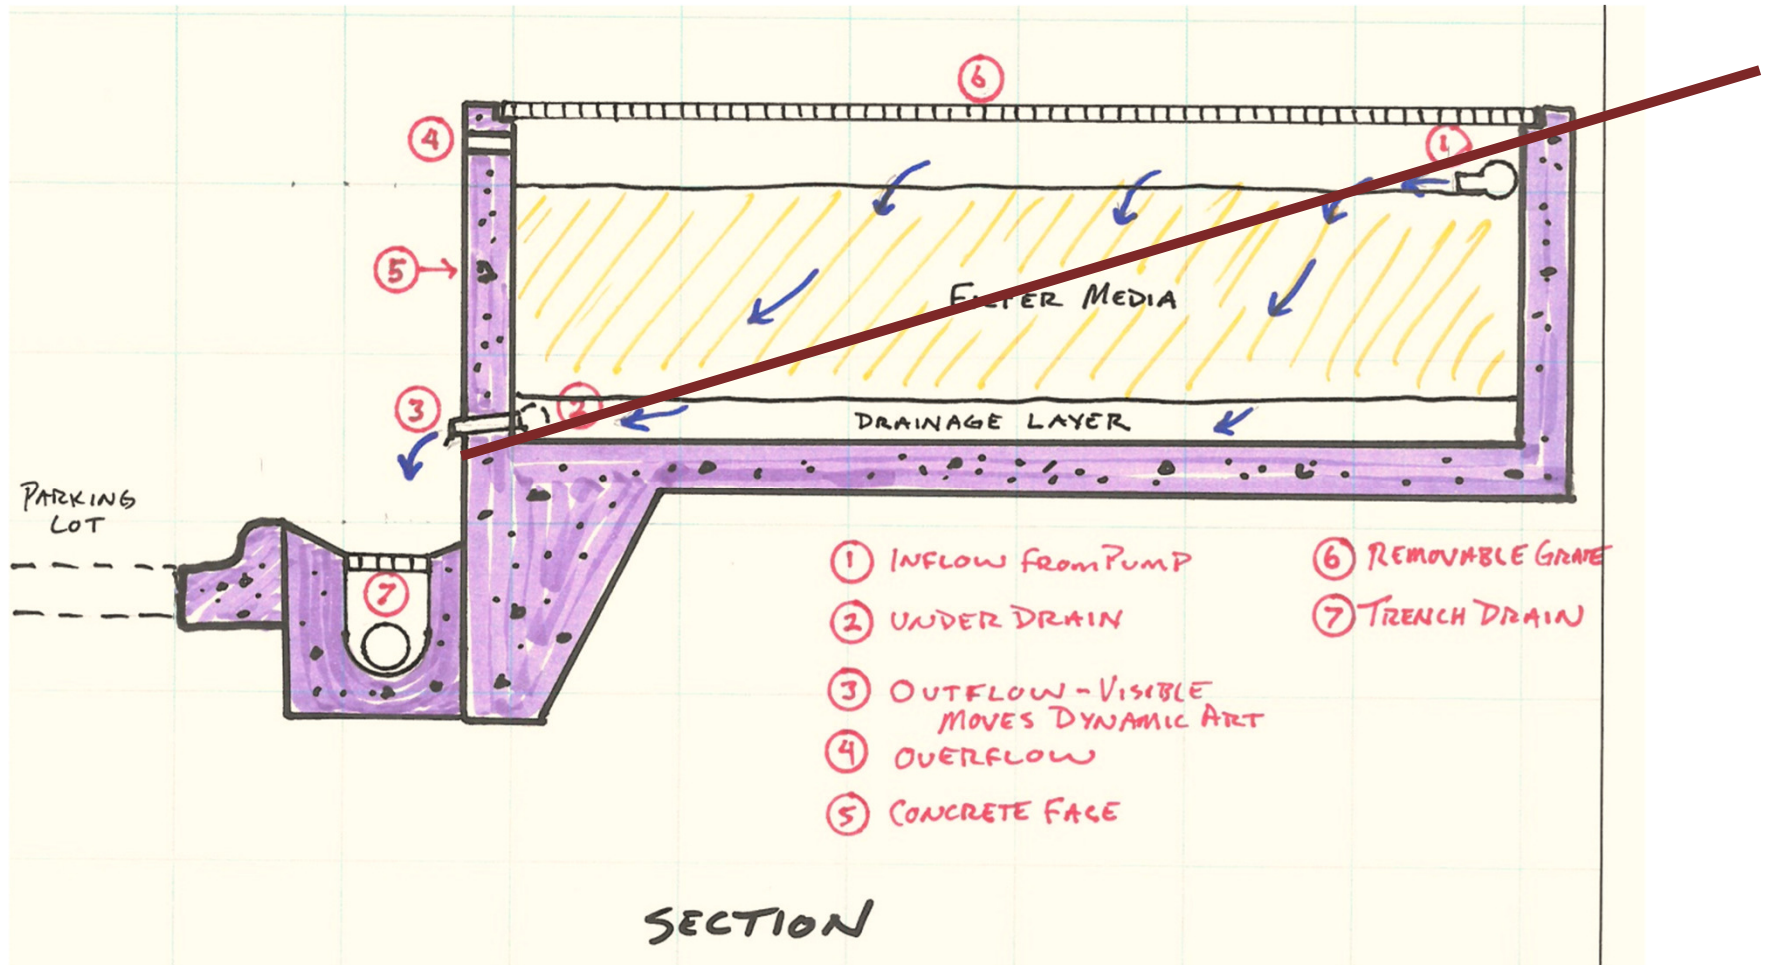 6
4
1
5
FILTER MEDIA
3
2
DRAINAGE LAYER
PARKING
LOT
7
1 INFLOW FROM PUMP
2 UNDER DRAIN
3 OUTFLOW - VISIBLE
MOVES DYNAMIC ART
4 OVERFLOW
5 CONCRETE FACE
6 REMOVABLE GRATE
7 TRENCH DRAIN
SECTION